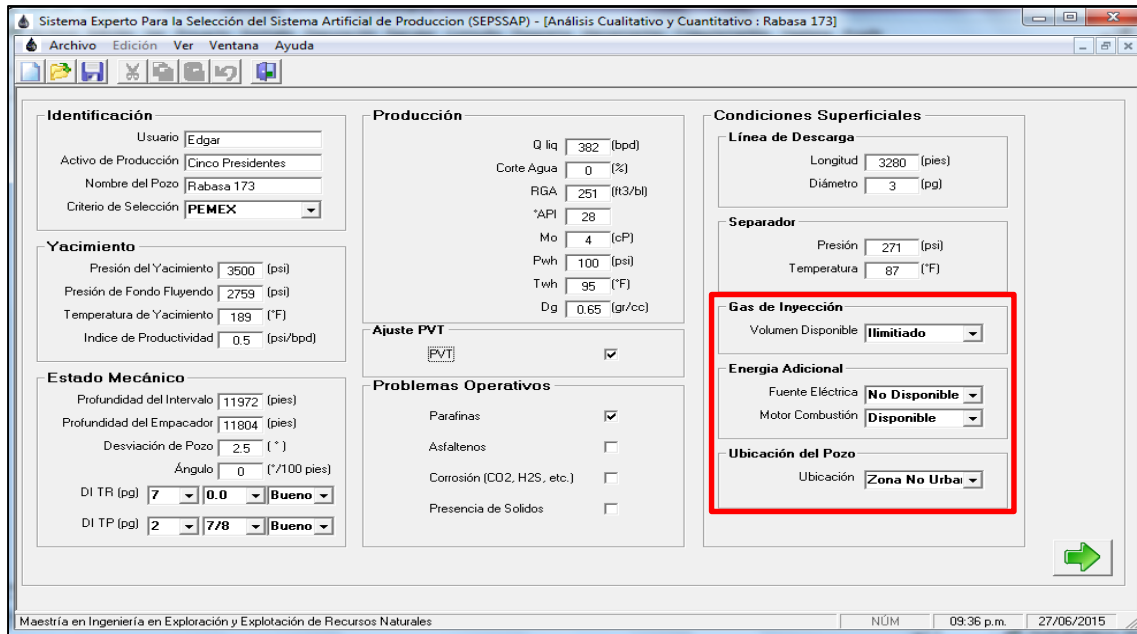 Sistema Experto Para la Selección del Sistema Artificial de Produccion (SEPSSAP) - [Análisis Cualitativo y Cuantitativo : Rabasa 173]
Archivo Edición Ver Ventana Ayuda
Identificación
Usuario Edgar
Activo de Producción Cinco Presidentes
Nombre del Pozo Rabasa 173
Criterio de Selección PEMEX
Yacimiento
Presión del Yacimiento 3500 (psi)
Presión de Fondo Fluyendo 2759 (psi)
Temperatura de Yacimiento 189 (°F)
Indice de Productividad 0.5 (psi/bpd)
Estado Mecánico
Profundidad del Intervalo 11972 (pies)
Profundidad del Empacador 11804 (pies)
Desviación de Pozo 2.5 (°)
Ángulo 0 (°/100 pies)
DI TR (pg) 7 0.0 Bueno
DI TP (pg) 2 7/8 Bueno
Producción
Q liq 382 (bpd)
Corte Agua 0 (%)
RGA 251 (ft3/bl)
°API 28
Mo 4 (cP)
Pwh 100 (psi)
Twh 95 (°F)
Dg 0.65 (gr/cc)
Ajuste PVT
PVT
Problemas Operativos
Parafinas
Asfaltenos
Corrosión (CO2, H2S, etc.)
Presencia de Solidos
Condiciones Superficiales
Línea de Descarga
Longitud 3280 (pies)
Diámetro 3 (pg)
Separador
Presión 271 (psi)
Temperatura 87 (°F)
Gas de Inyección
Volumen Disponible Ilimitiado
Energia Adicional
Fuente Eléctrica No Disponible
Motor Combustión Disponible
Ubicación del Pozo
Ubicación Zona No Urbai
Maestría en Ingeniería en Exploración y Explotación de Recursos Naturales NÚM 09:36 p.m. 27/06/2015